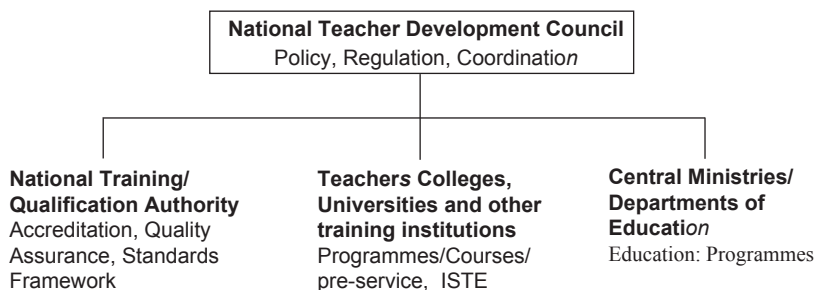 National Teacher Development Council
Policy, Regulation, Coordination
National Training/
Qualification Authority
Accreditation, Quality
Assurance, Standards
Framework
Teachers Colleges,
Universities and other
training institutions
Programmes/Courses/
pre-service, ISTE
Central Ministries/
Departments of
Education
Education: Programmes